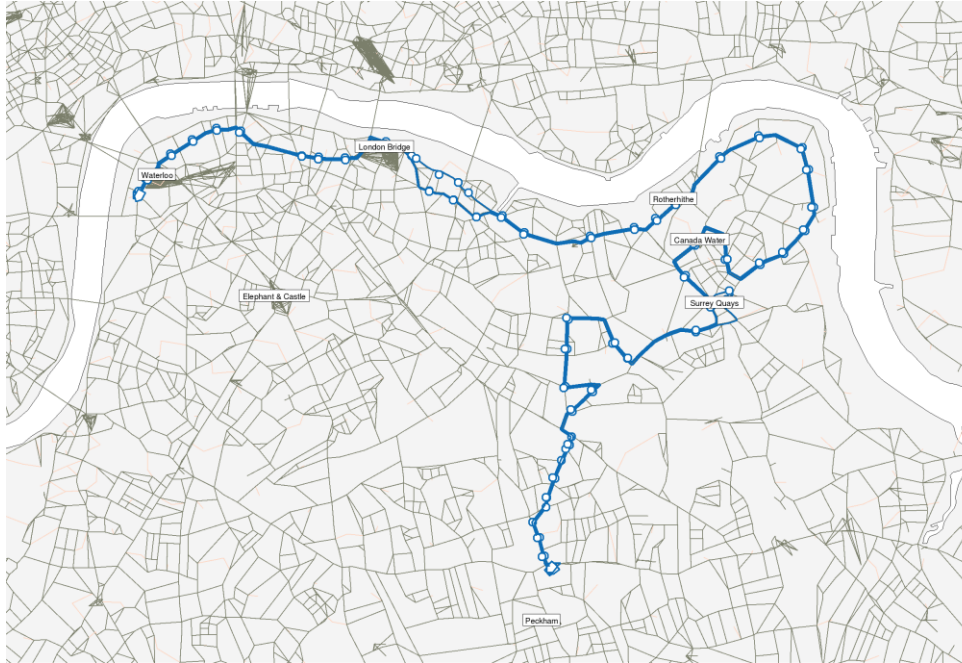 London Bridge
Waterloo
Rotherhithe
Canada Water
Elephant & Castle
Surrey Quays
Peckham